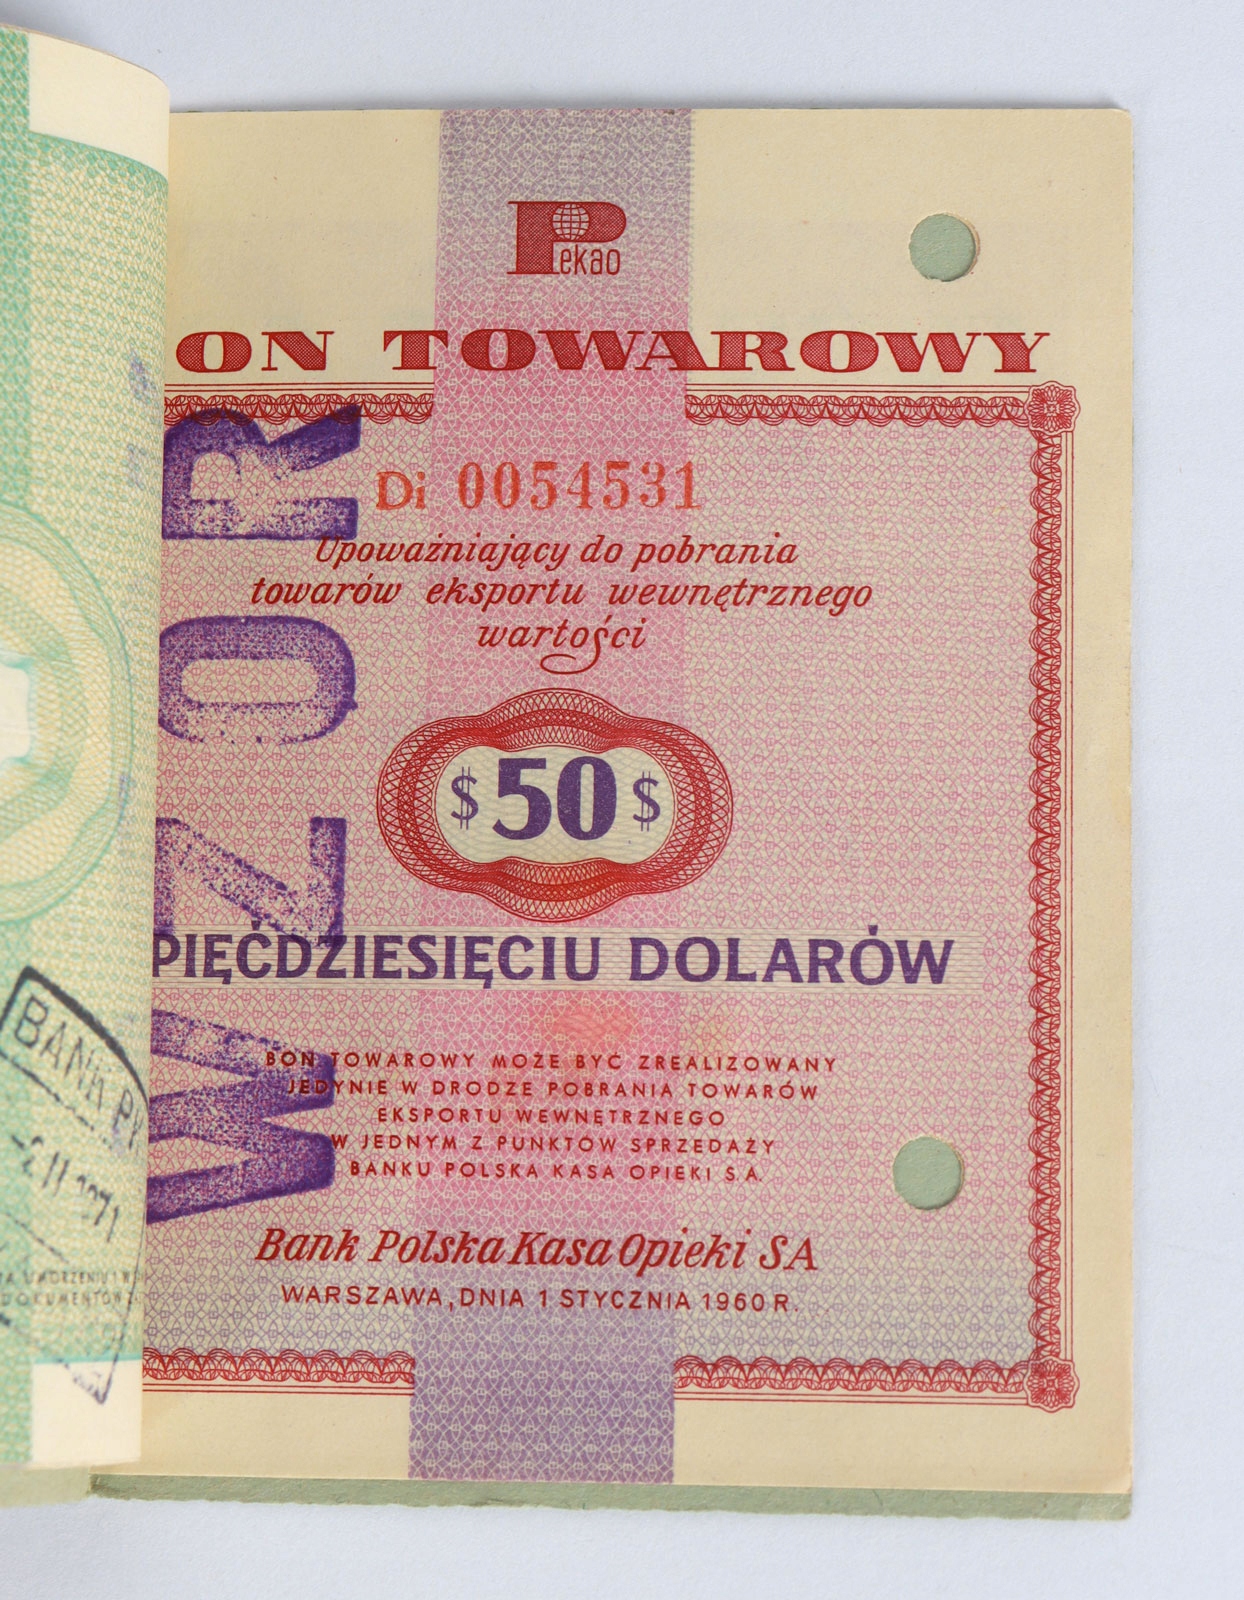 Pekao
ON TOWAROWY
Di 0054531
Upoważniający do pobrania
towarów eksportu wewnętrznego
wartości
$ 50 $
PIĘĆDZIESIĘCIU DOLARÓW
BON TOWAROWY MOŻE BYĆ ZREALIZOWANY
JEDYNIE W DRODZE POBRANIA TOWARÓW
EKSPORTU WEWNĘTRZNEGO
W JEDNYM Z PUNKTÓW SPRZEDAŻY
BANKU POLSKA KASA OPIEKI S.A.
Bank Polska Kasa Opieki SA
WARSZAWA, DNIA 1 STYCZNIA 1960 R.
WZOR
BANK